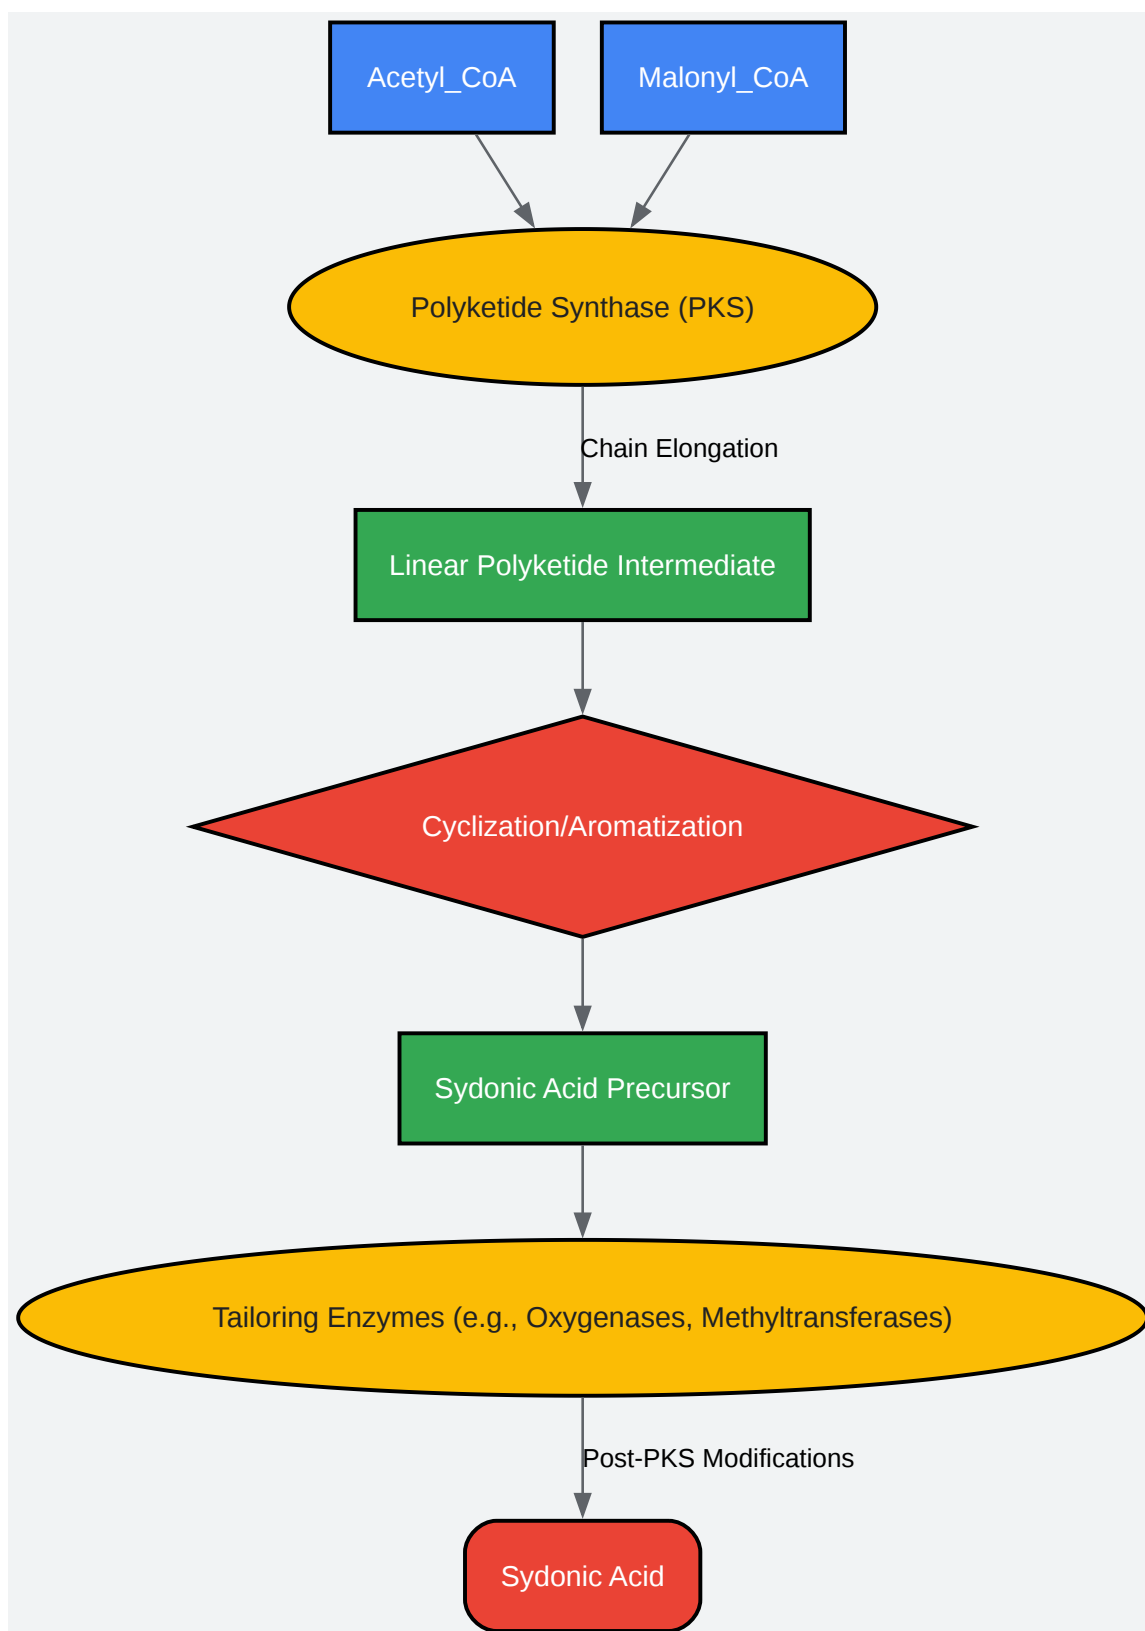 Acetyl_CoA
Malonyl_CoA
Polyketide Synthase (PKS)
Chain Elongation
Linear Polyketide Intermediate
Cyclization/Aromatization
Sydonic Acid Precursor
Tailoring Enzymes (e.g., Oxygenases, Methyltransferases)
Post-PKS Modifications
Sydonic Acid